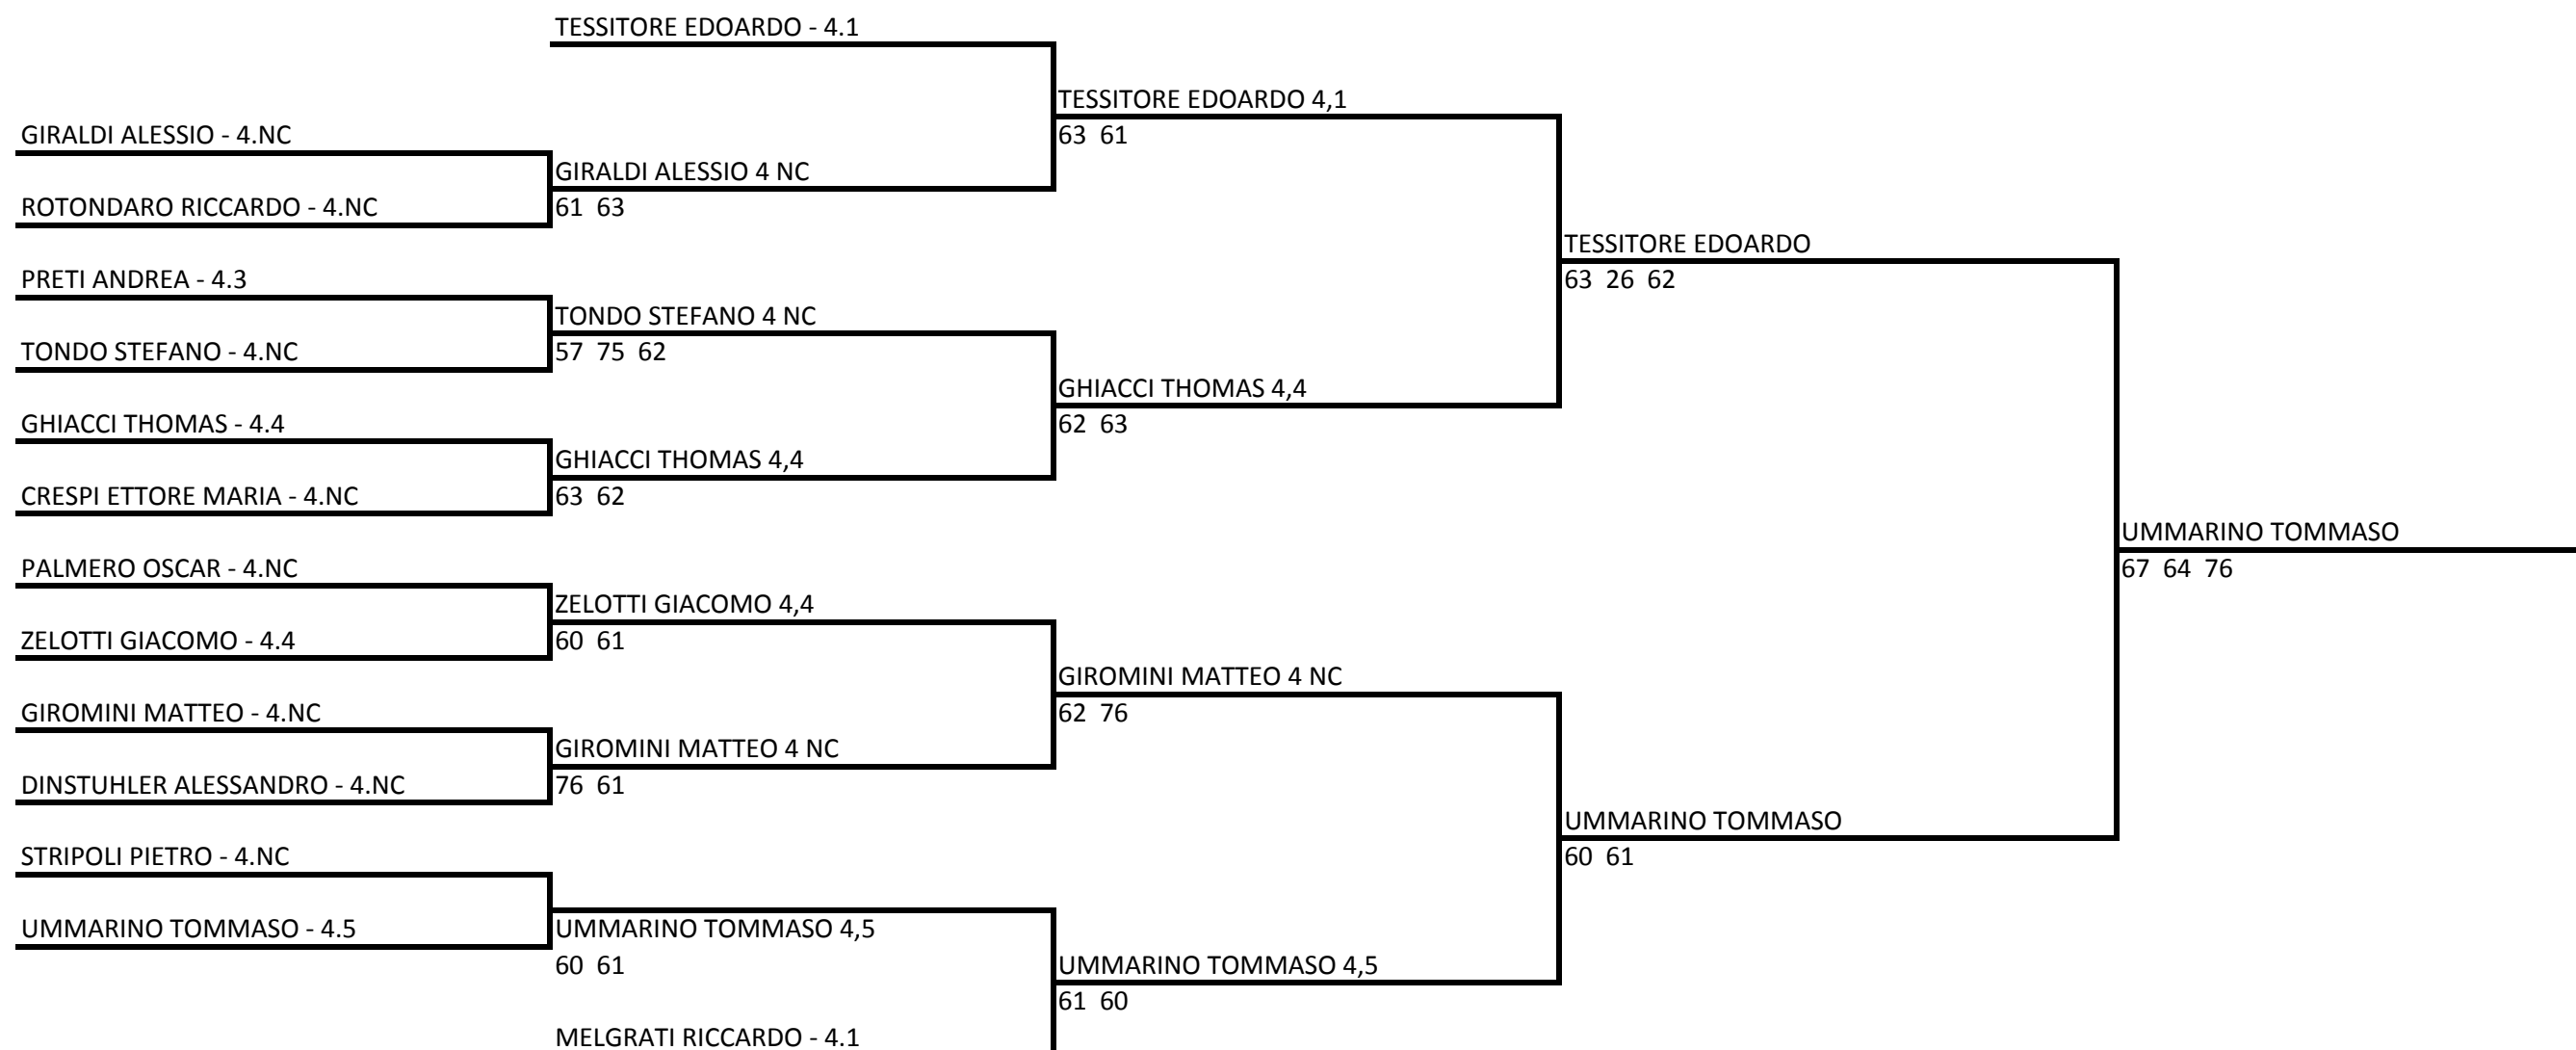 TESSITORE EDOARDO - 4.1
TESSITORE EDOARDO 4,1
GIRALDI ALESSIO - 4.NC
63 61
GIRALDI ALESSIO 4 NC
ROTONDARO RICCARDO - 4.NC
61 63
TESSITORE EDOARDO
PRETI ANDREA - 4.3
63 26 62
TONDO STEFANO 4 NC
TONDO STEFANO - 4.NC
57 75 62
GHIACCI THOMAS 4,4
GHIACCI THOMAS - 4.4
62 63
GHIACCI THOMAS 4,4
CRESPI ETTORE MARIA - 4.NC
63 62
UMMARINO TOMMASO
PALMERO OSCAR - 4.NC
67 64 76
ZELOTTI GIACOMO 4,4
ZELOTTI GIACOMO - 4.4
60 61
GIROMINI MATTEO 4 NC
GIROMINI MATTEO - 4.NC
62 76
GIROMINI MATTEO 4 NC
DINSTUHLER ALESSANDRO - 4.NC
76 61
UMMARINO TOMMASO
STRIPOLI PIETRO - 4.NC
60 61
UMMARINO TOMMASO - 4.5
UMMARINO TOMMASO 4,5
60 61
UMMARINO TOMMASO 4,5
61 60
MELGRATI RICCARDO - 4.1